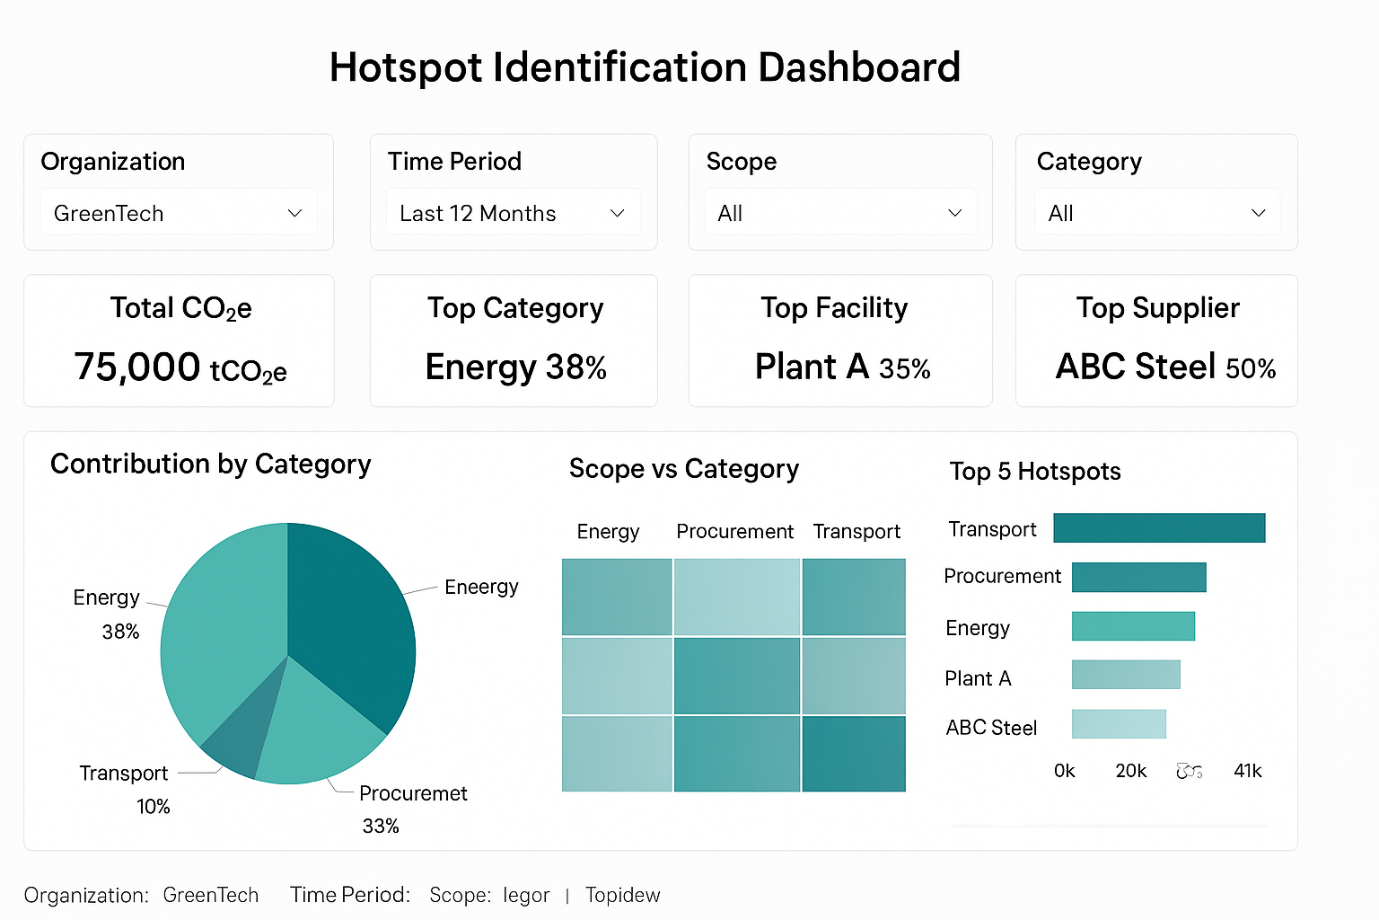 Hotspot Identification Dashboard
Organization
GreenTech
Time Period
Last 12 Months
Scope
All
Category
All
Total CO₂e
75,000 tCO₂e
Top Category
Energy 38%
Top Facility
Plant A 35%
Top Supplier
ABC Steel 50%
Contribution by Category
Energy
38%
Eneergy
Transport
10%
Procuremet
33%
Scope vs Category
Energy Procurement Transport
Top 5 Hotspots
Transport
Procurement
Energy
Plant A
ABC Steel
0k 20k 41k
Organization: GreenTech Time Period: Scope: legor | Topidew